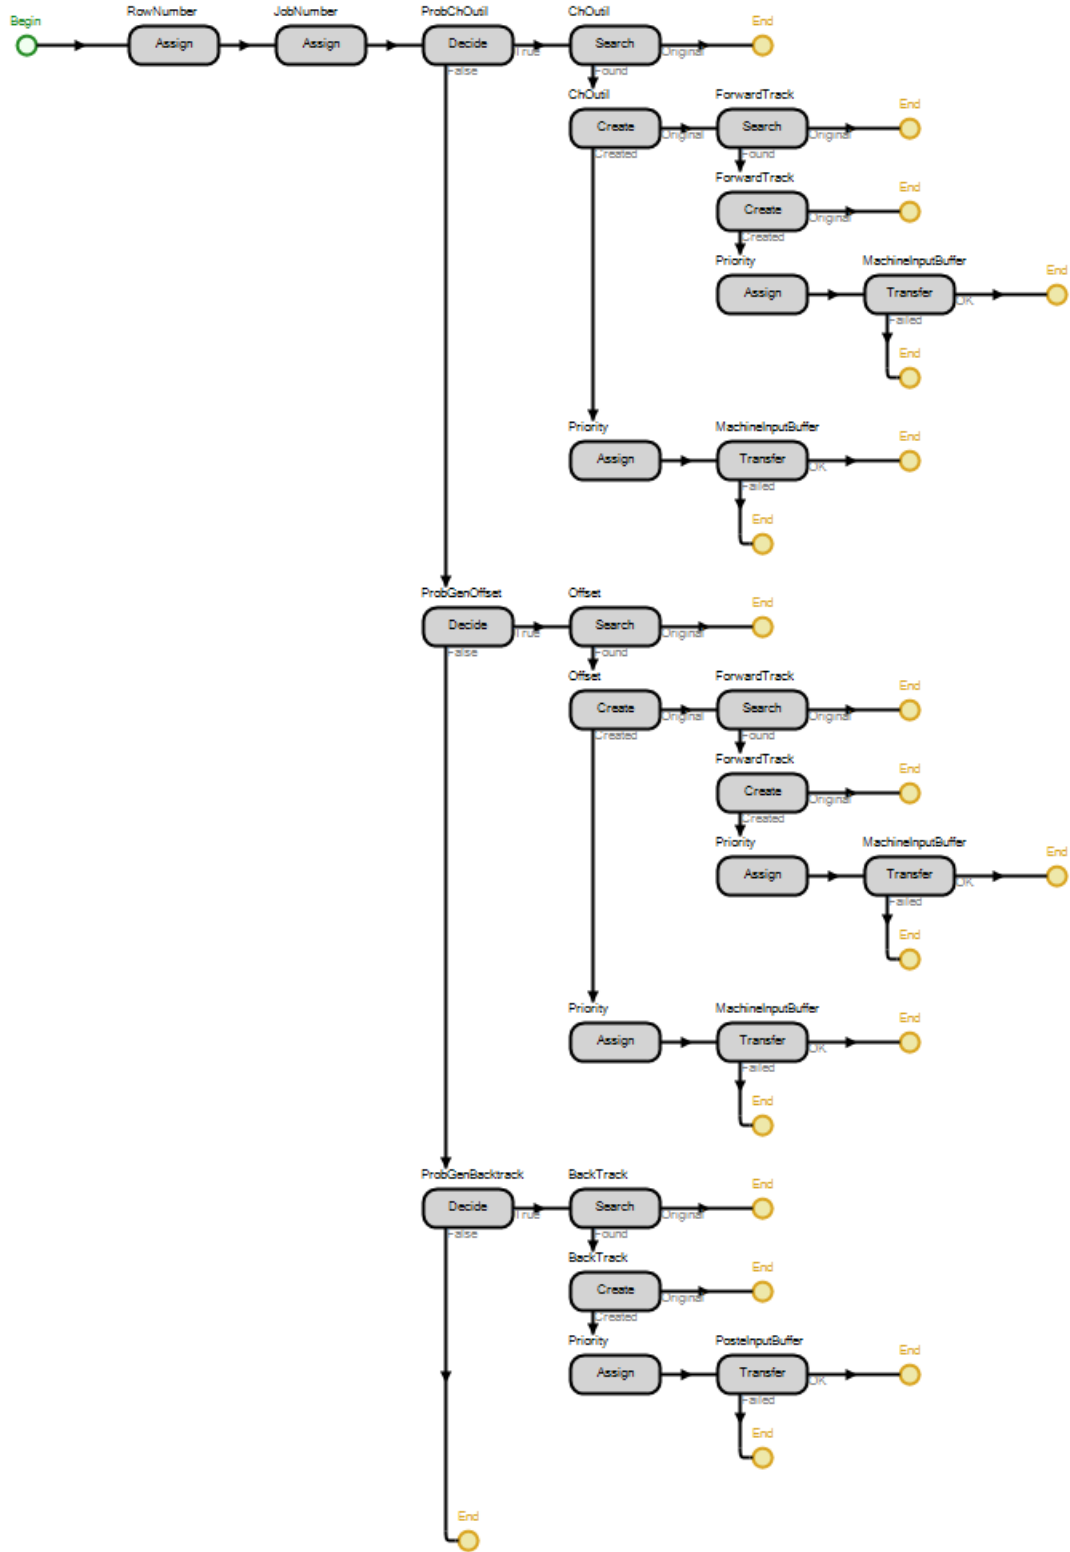 Begin
RowNumber
JobNumber
ProbChOutil
ChOutil
End
Assign
Assign
Decide
True
Search
Original
False
Found
ChOutil
ForwardTrack
End
Create
Original
Search
Original
Created
Found
ForwardTrack
End
Create
Original
Created
Priority
MachineInputBuffer
End
Assign
Transfer
OK
Failed
End
Priority
MachineInputBuffer
End
Assign
Transfer
OK
Failed
End
ProbGenOffset
Offset
End
Decide
True
Search
Original
False
Found
Offset
ForwardTrack
End
Create
Original
Search
Original
Created
Found
ForwardTrack
End
Create
Original
Created
Priority
MachineInputBuffer
End
Assign
Transfer
OK
Failed
End
Priority
MachineInputBuffer
End
Assign
Transfer
OK
Failed
End
ProbGenBacktrack
BackTrack
End
Decide
True
Search
Original
False
Found
BackTrack
End
Create
Original
Created
Priority
PosteInputBuffer
End
Assign
Transfer
OK
Failed
End
End